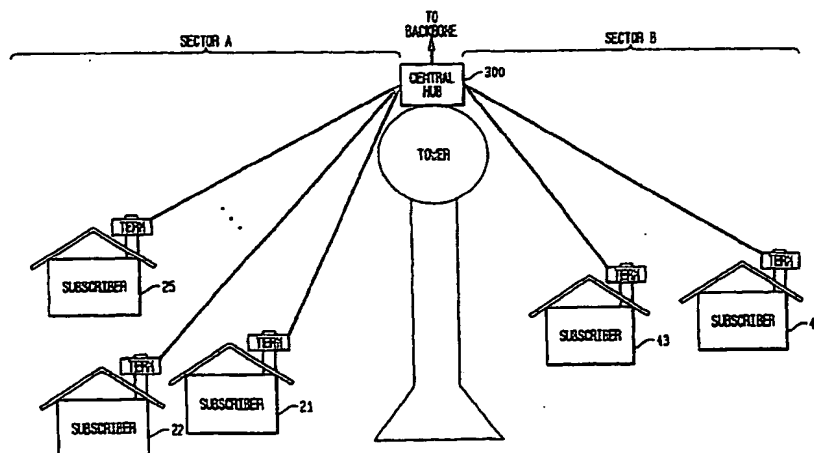 TO
BACKBONE
SECTOR A
SECTOR B
CENTRAL
HUB
300
TOWER
TERM
SUBSCRIBER
25
TERM
SUBSCRIBER
43
TERM
SUBSCRIBER
TERM
SUBSCRIBER
22
TERM
SUBSCRIBER
21